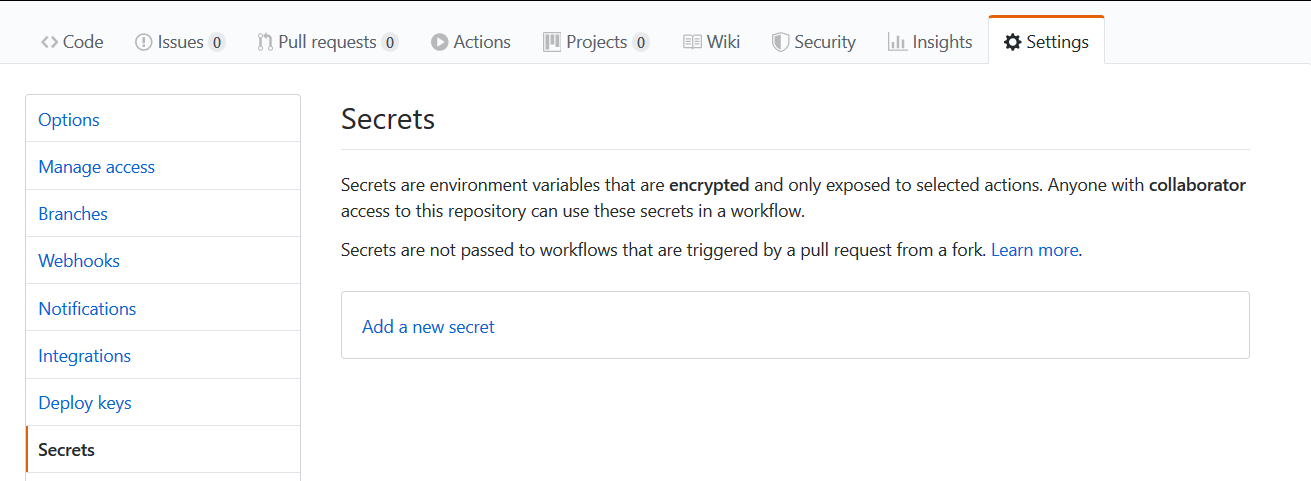 Code Issues 0 Pull requests 0 Actions Projects 0 Wiki Security Insights Settings
Options
Manage access
Branches
Webhooks
Notifications
Integrations
Deploy keys
Secrets
Secrets
Secrets are environment variables that are encrypted and only exposed to selected actions. Anyone with collaborator
access to this repository can use these secrets in a workflow.
Secrets are not passed to workflows that are triggered by a pull request from a fork. Learn more.
Add a new secret